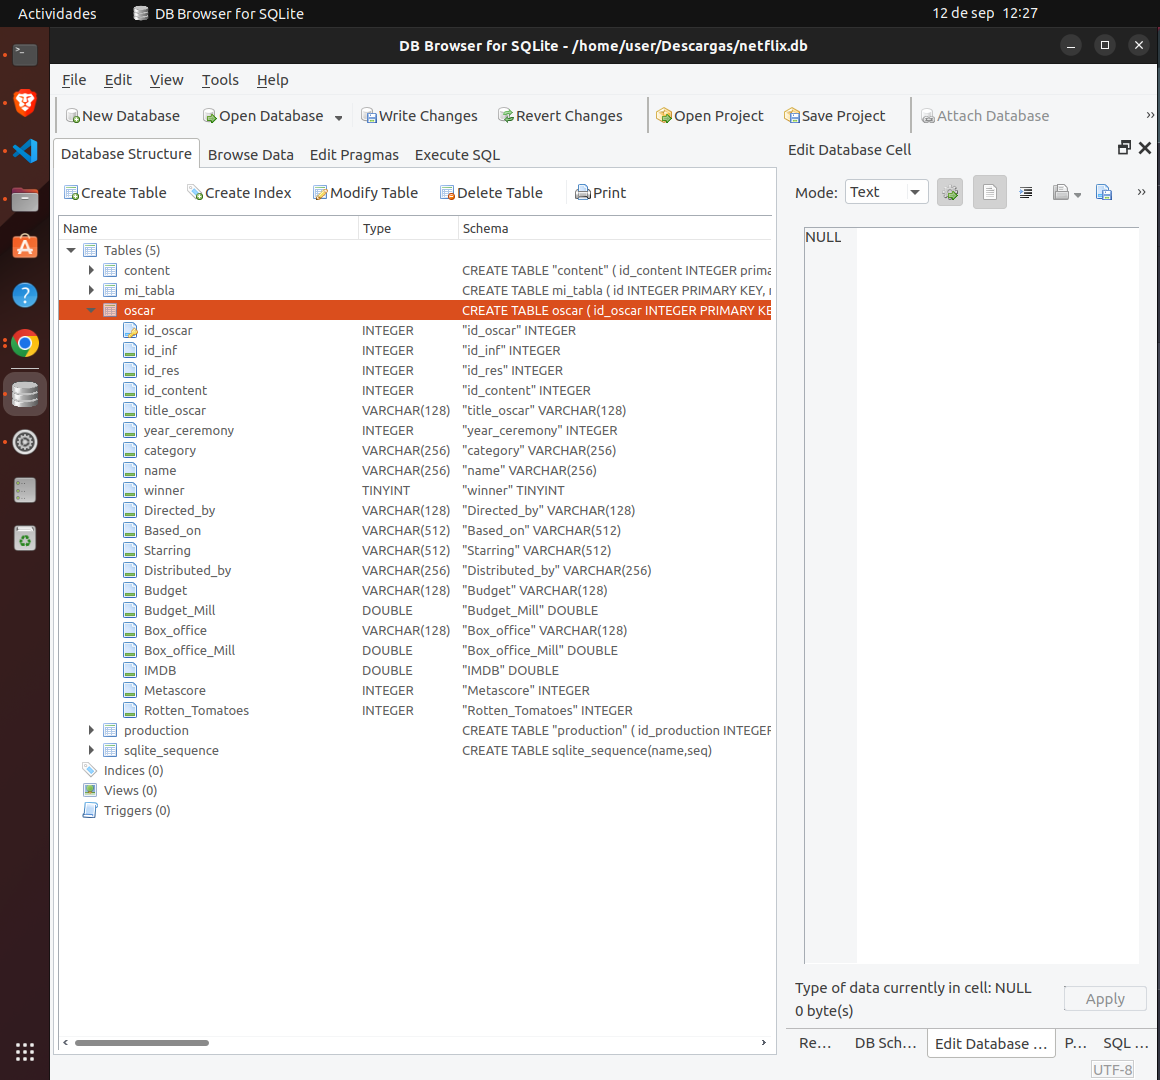 Actividades DB Browser for SQLite 12 de sep 12:27
DB Browser for SQLite - /home/user/Descargas/netflix.db
File Edit View Tools Help
New Database Open Database Write Changes Revert Changes Open Project Save Project Attach Database »
Database Structure Browse Data Edit Pragmas Execute SQL
Create Table Create Index Modify Table Delete Table Print
Name Type Schema
Tables (5)
content CREATE TABLE "content" ( id_content INTEGER prima
mi_tabla CREATE TABLE mi_tabla ( id INTEGER PRIMARY KEY,
oscar CREATE TABLE oscar ( id_oscar INTEGER PRIMARY KE
id_oscar INTEGER "id_oscar" INTEGER
id_inf INTEGER "id_inf" INTEGER
id_res INTEGER "id_res" INTEGER
id_content INTEGER "id_content" INTEGER
title_oscar VARCHAR(128) "title_oscar" VARCHAR(128)
year_ceremony INTEGER "year_ceremony" INTEGER
category VARCHAR(256) "category" VARCHAR(256)
name VARCHAR(256) "name" VARCHAR(256)
winner TINYINT "winner" TINYINT
Directed_by VARCHAR(128) "Directed_by" VARCHAR(128)
Based_on VARCHAR(512) "Based_on" VARCHAR(512)
Starring VARCHAR(512) "Starring" VARCHAR(512)
Distributed_by VARCHAR(256) "Distributed_by" VARCHAR(256)
Budget VARCHAR(128) "Budget" VARCHAR(128)
Budget_Mill DOUBLE "Budget_Mill" DOUBLE
Box_office VARCHAR(128) "Box_office" VARCHAR(128)
Box_office_Mill DOUBLE "Box_office_Mill" DOUBLE
IMDB DOUBLE "IMDB" DOUBLE
Metascore INTEGER "Metascore" INTEGER
Rotten_Tomatoes INTEGER "Rotten_Tomatoes" INTEGER
production CREATE TABLE "production" ( id_production INTEGER
sqlite_sequence CREATE TABLE sqlite_sequence(name,seq)
Indices (0)
Views (0)
Triggers (0)
Edit Database Cell
Mode: Text »
NULL
Type of data currently in cell: NULL
0 byte(s)
Apply
Re... DB Sch... Edit Database ... P... SQL ...
UTF-8